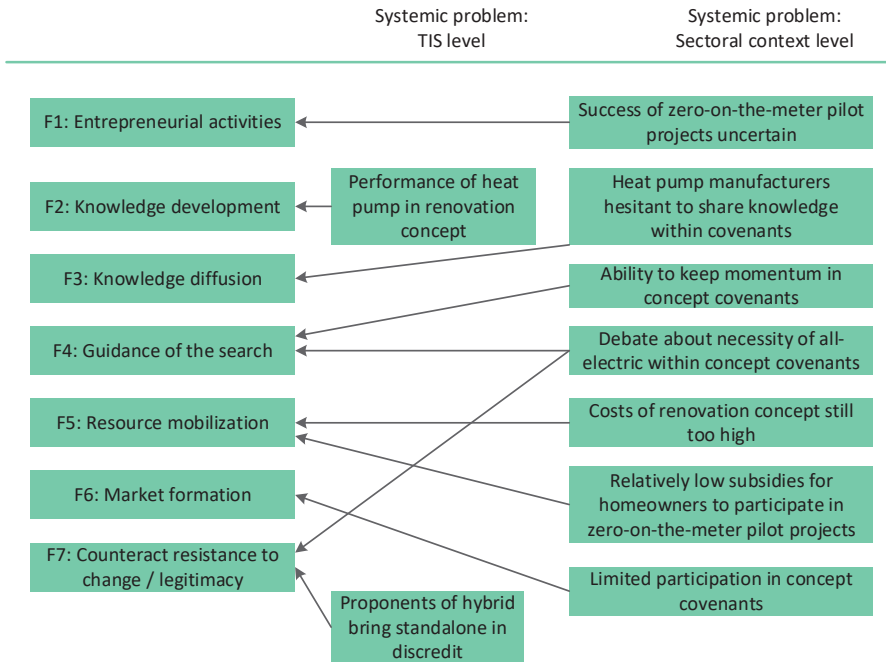 Systemic problem:
TIS level
Systemic problem:
Sectoral context level
F1: Entrepreneurial activities
Success of zero-on-the-meter pilot
projects uncertain
F2: Knowledge development
Performance of heat
pump in renovation
concept
Heat pump manufacturers
hesitant to share knowledge
within covenants
F3: Knowledge diffusion
Ability to keep momentum in
concept covenants
F4: Guidance of the search
Debate about necessity of all-
electric within concept covenants
F5: Resource mobilization
Costs of renovation concept still
too high
F6: Market formation
Relatively low subsidies for
homeowners to participate in
zero-on-the-meter pilot projects
F7: Counteract resistance to
change / legitimacy
Limited participation in concept
covenants
Proponents of hybrid
bring standalone in
discredit